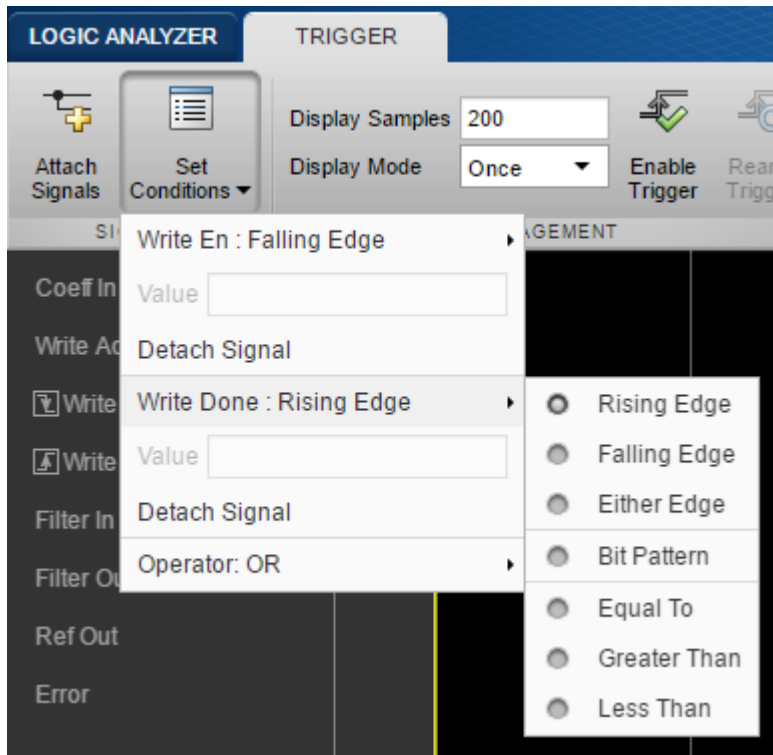 LOGIC ANALYZER
TRIGGER
Attach
Signals
Set
Conditions
Display Samples 200
Display Mode Once
Enable
Trigger
Write En : Falling Edge
Value
Detach Signal
Write Done : Rising Edge
Value
Detach Signal
Operator: OR
Rising Edge
Falling Edge
Either Edge
Bit Pattern
Equal To
Greater Than
Less Than
Coeff In
Write
Write
Write
Filter In
Filter
Ref Out
Error